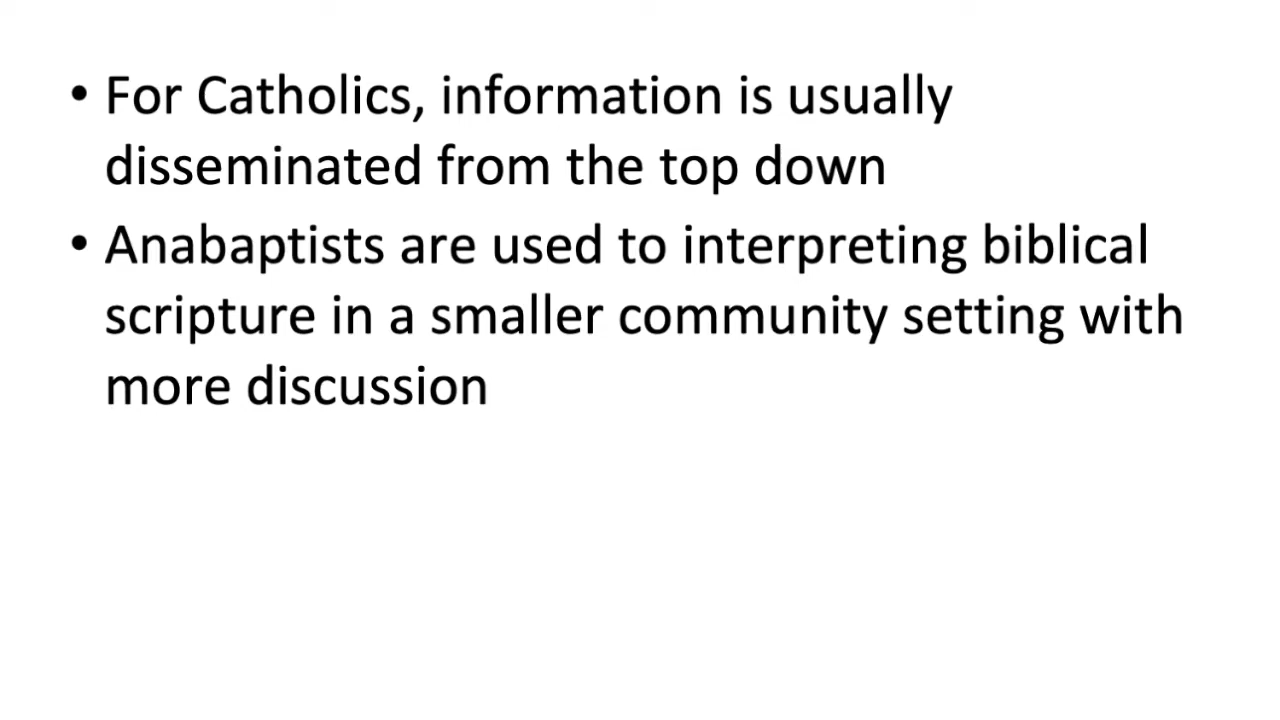 • For Catholics, information is usually
disseminated from the top down
• Anabaptists are used to interpreting biblical
scripture in a smaller community setting with
more discussion